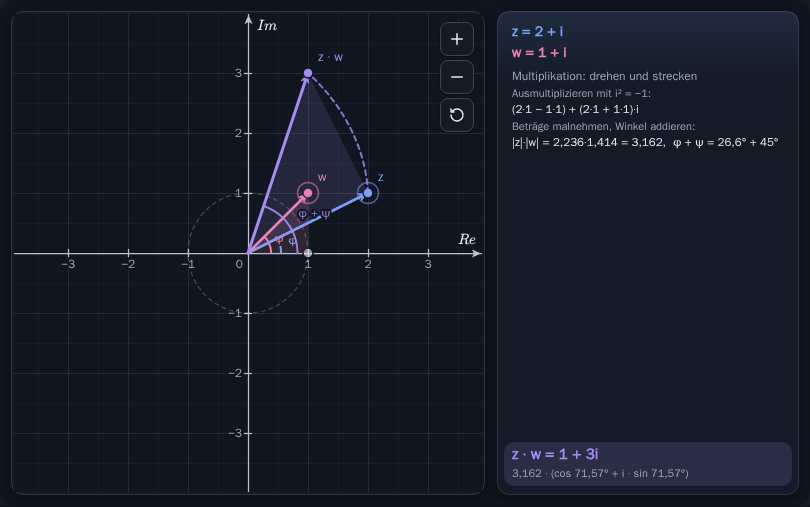 Im
+
−
z · w
3
2
w
z
1
φ + ψ
ψ φ
Re
−3
−2
−1
0
1
2
3
−1
−2
−3
z = 2 + i
w = 1 + i
Multiplikation: drehen und strecken
Ausmultiplizieren mit i² = −1:
(2·1 − 1·1) + (2·1 + 1·1)·i
Beträge malnehmen, Winkel addieren:
|z|·|w| = 2,236·1,414 = 3,162, φ + ψ = 26,6° + 45°
z · w = 1 + 3i
3,162 · (cos 71,57° + i · sin 71,57°)